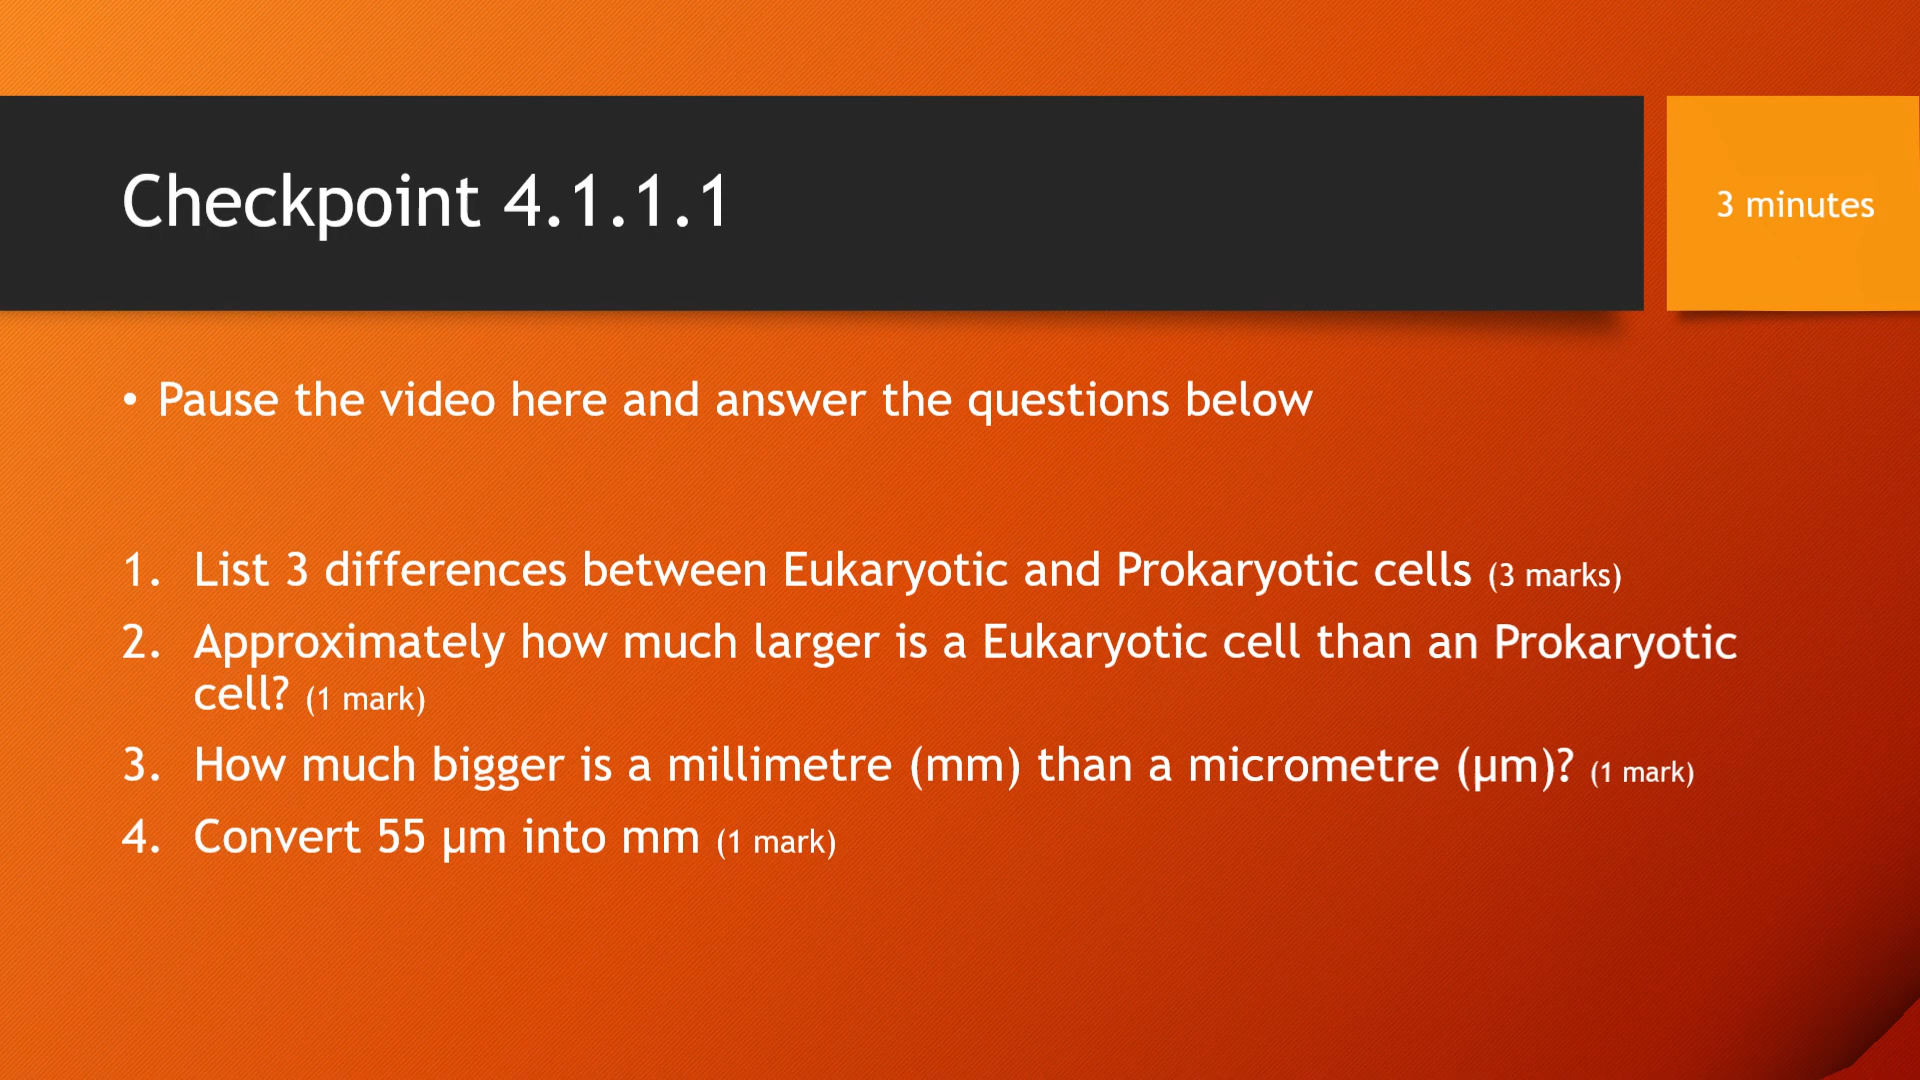 Checkpoint 4.1.1.1
3 minutes
• Pause the video here and answer the questions below
1. List 3 differences between Eukaryotic and Prokaryotic cells (3 marks)
2. Approximately how much larger is a Eukaryotic cell than an Prokaryotic
cell? (1 mark)
3. How much bigger is a millimetre (mm) than a micrometre (µm)? (1 mark)
4. Convert 55 µm into mm (1 mark)